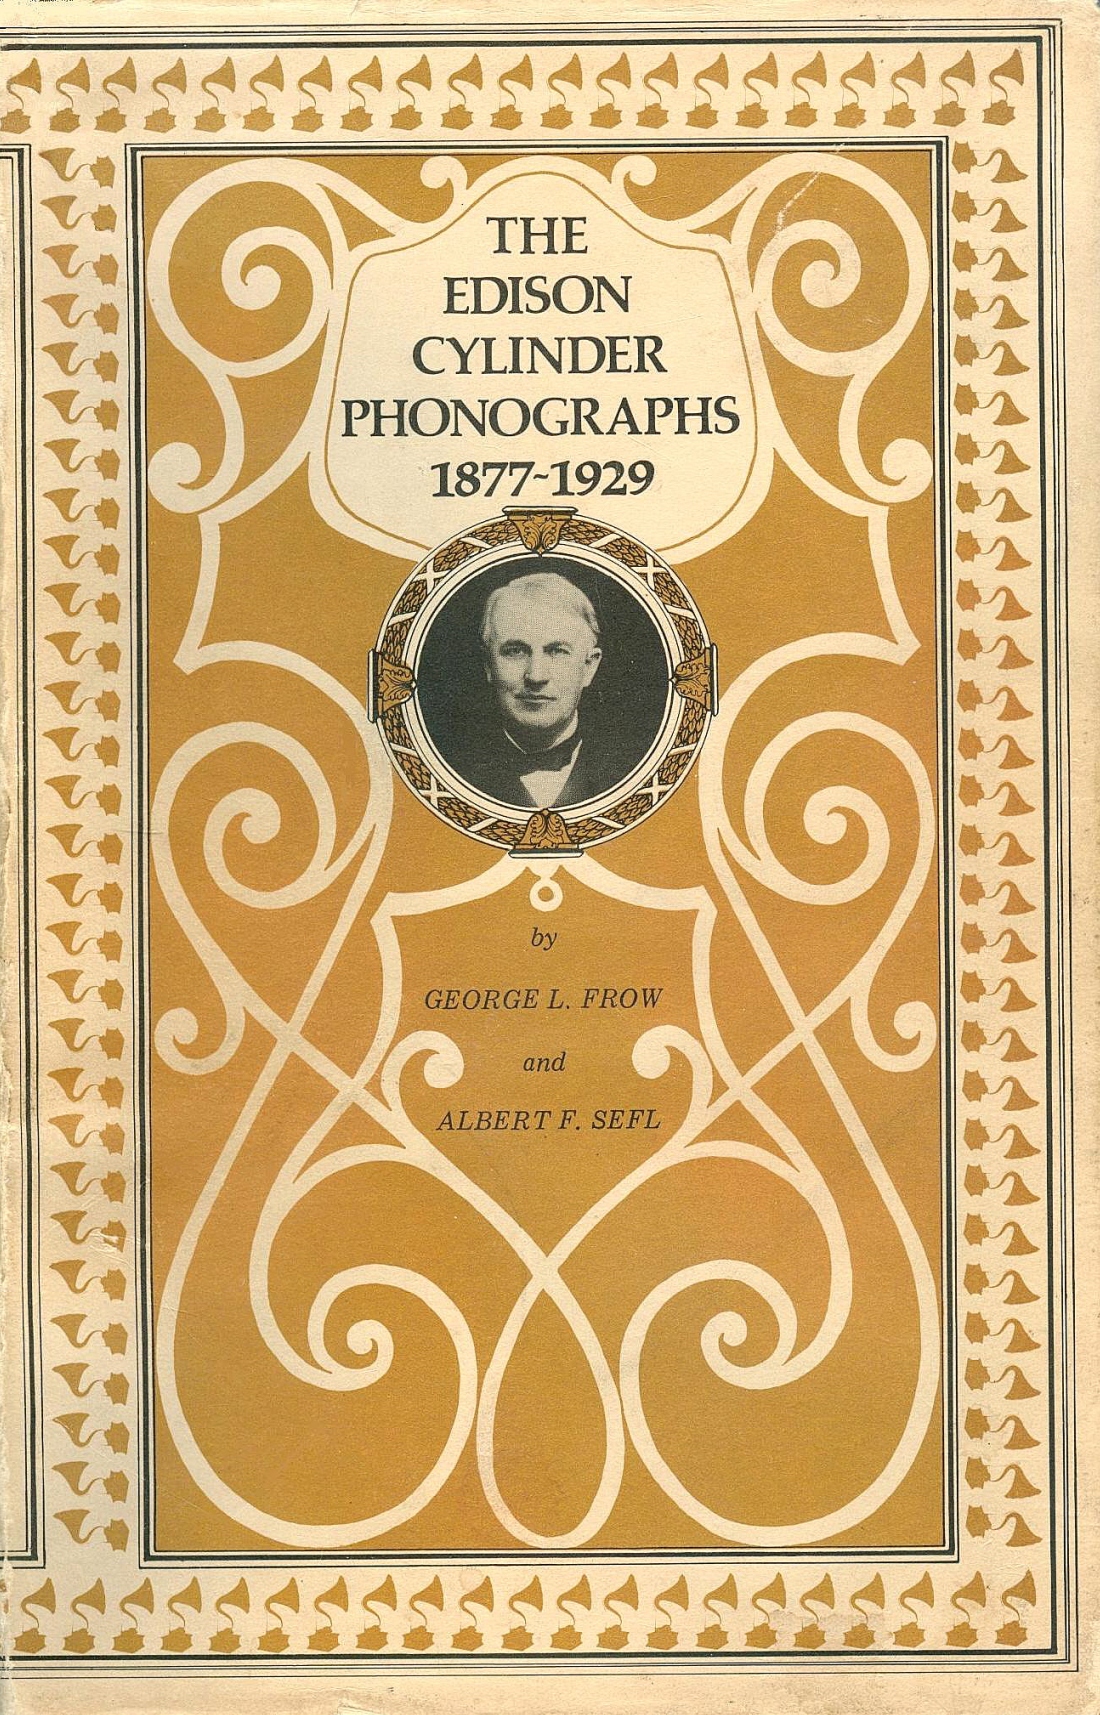 THE
EDISON
CYLINDER
PHONOGRAPHS
1877-1929
by
GEORGE L. FROW
and
ALBERT F. SEFL